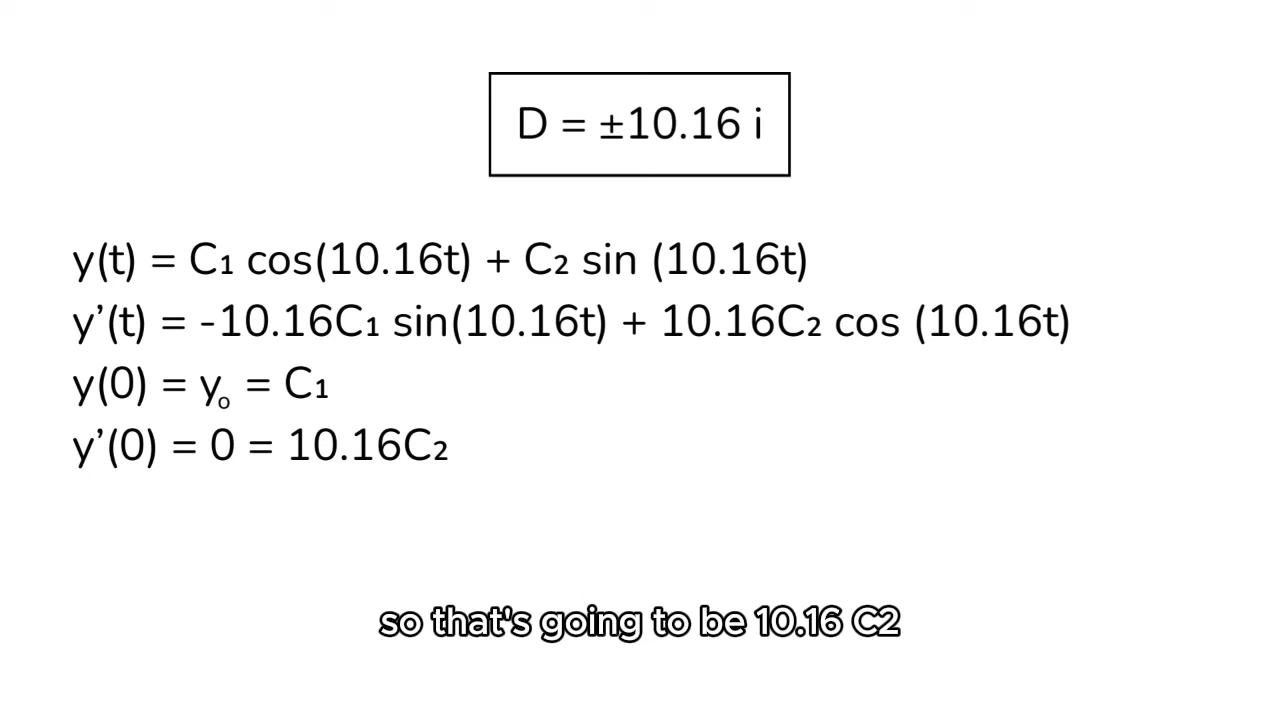 D = ±10.16 i
y(t) = C₁ cos(10.16t) + C₂ sin (10.16t)
y’(t) = -10.16C₁ sin(10.16t) + 10.16C₂ cos (10.16t)
y(0) = yₒ = C₁
y’(0) = 0 = 10.16C₂
so that's going to be 10.16 C2